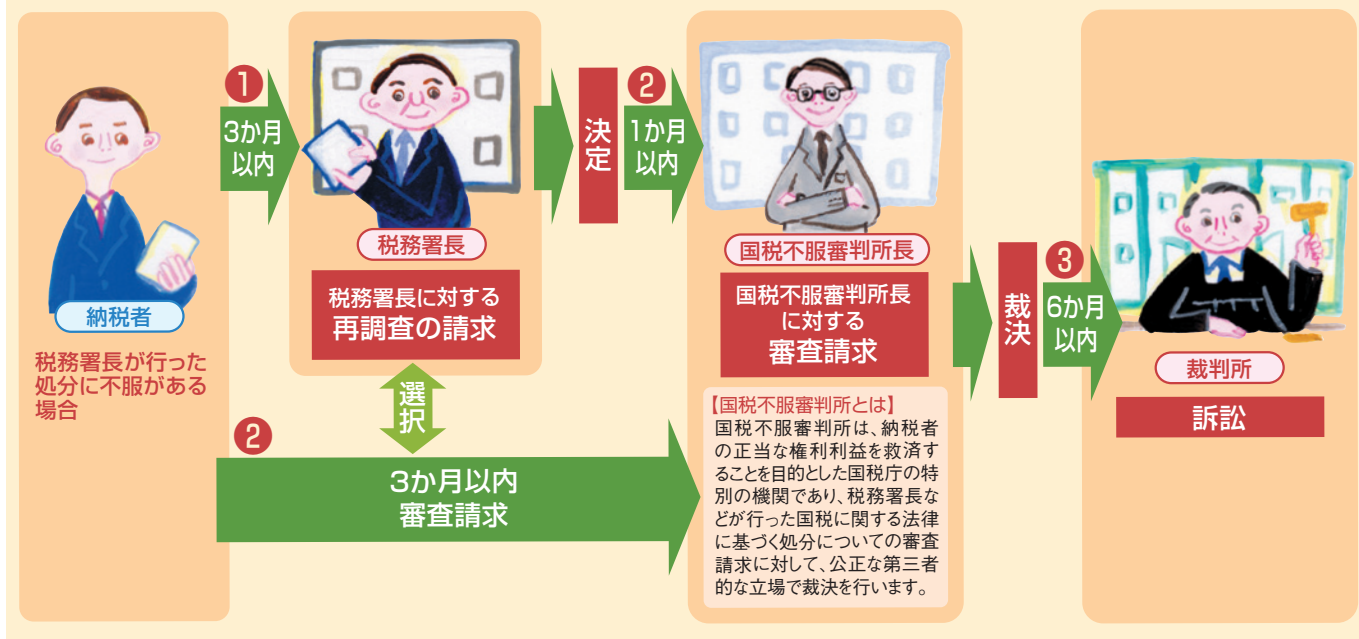 納税者
税務署長が行った
処分に不服がある
場合
❶
3か月
以内
税務署長
税務署長に対する
再調査の請求
選択
決定
❷
1か月
以内
❷
3か月以内
審査請求
国税不服審判所長
国税不服審判所長
に対する
審査請求
【国税不服審判所とは】
国税不服審判所は、納税者
の正当な権利利益を救済す
ることを目的とした国税庁の特
別の機関であり、税務署長な
どが行った国税に関する法律
に基づく処分についての審査
請求に対して、公正な第三者
的な立場で裁決を行います。
裁決
❸
6か月
以内
裁判所
訴訟